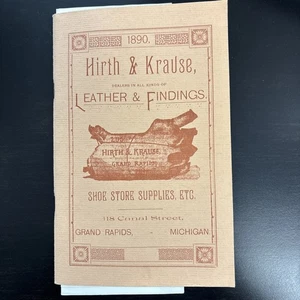 1890.
Hirth & Krause,
DEALERS IN ALL KINDS OF
LEATHER & FINDINGS.
HIRTH & KRAUSE,
GRAND RAPIDS
SHOE STORE SUPPLIES, ETC.
118 Canal Street,
GRAND RAPIDS, - MICHIGAN